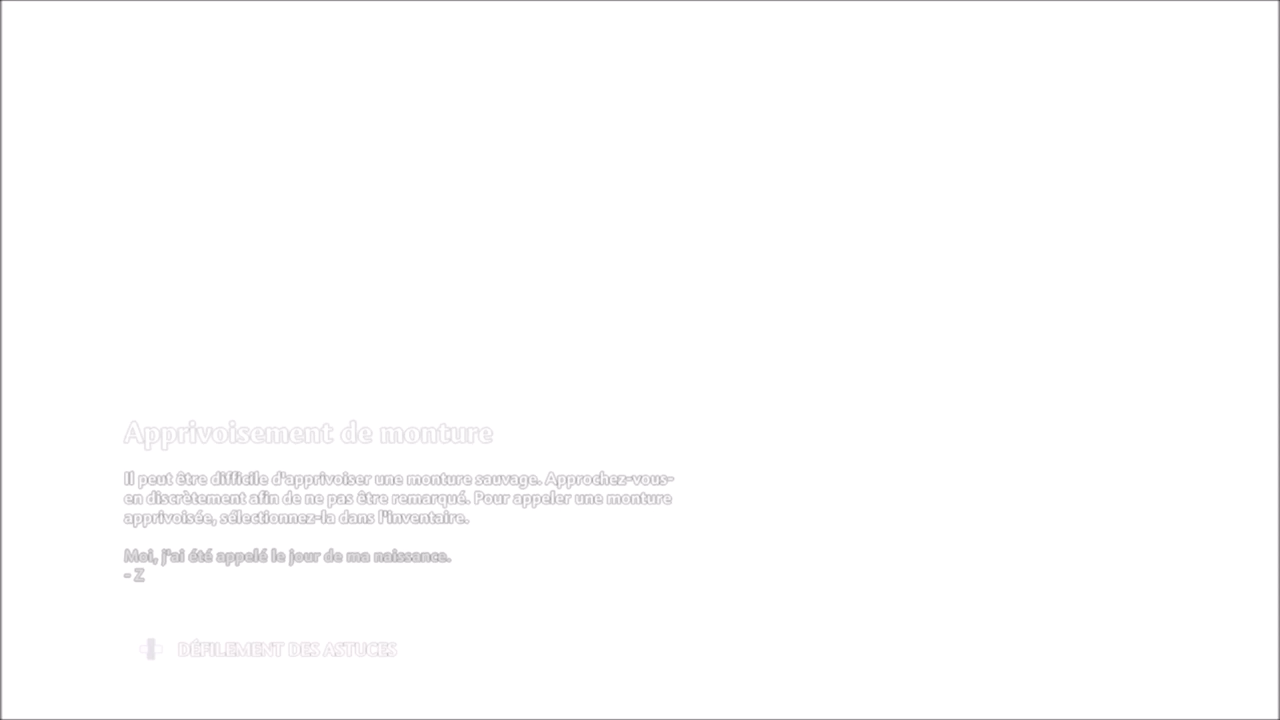 Apprivoisement de monture
Il peut être difficile d'apprivoiser une monture sauvage. Approchez-vous-
en discrètement afin de ne pas être remarqué. Pour appeler une monture
apprivoisée, sélectionnez-la dans l'inventaire.
Moi, j'ai été appelé le jour de ma naissance.
- Z
DÉFILEMENT DES ASTUCES